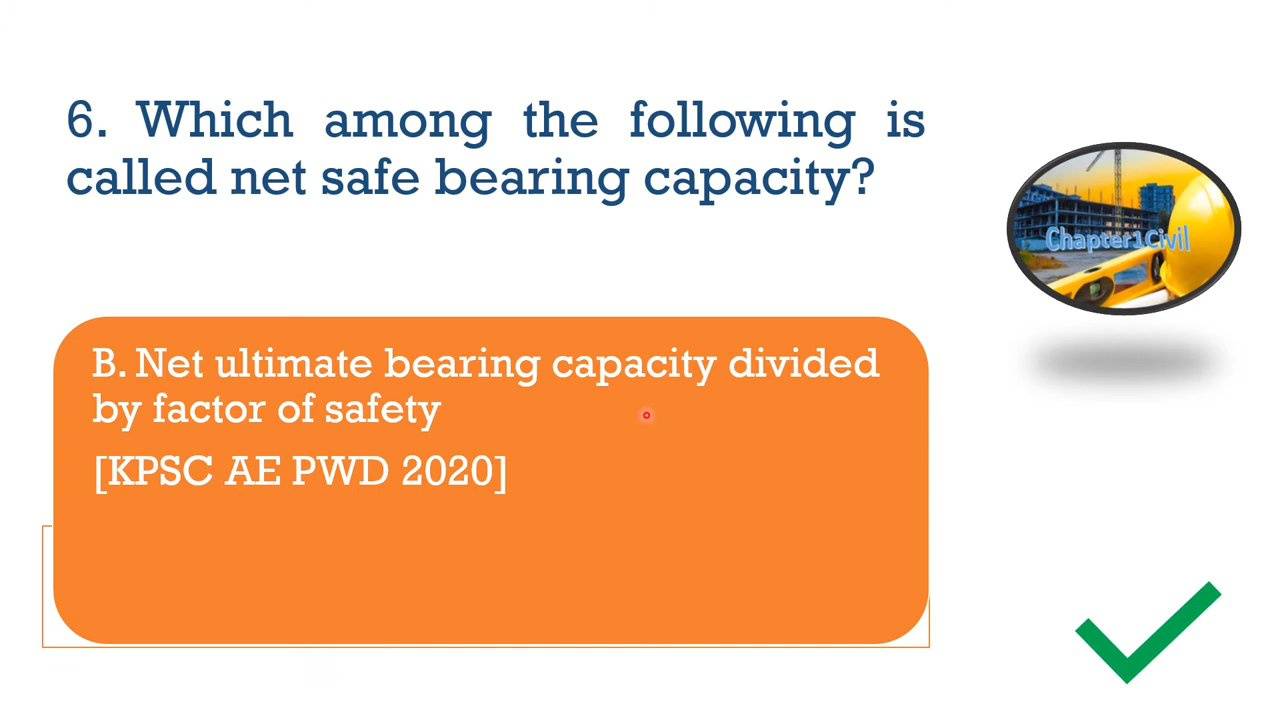 6. Which among the following is
called net safe bearing capacity?
Chapter1Civil
B. Net ultimate bearing capacity divided
by factor of safety
[KPSC AE PWD 2020]